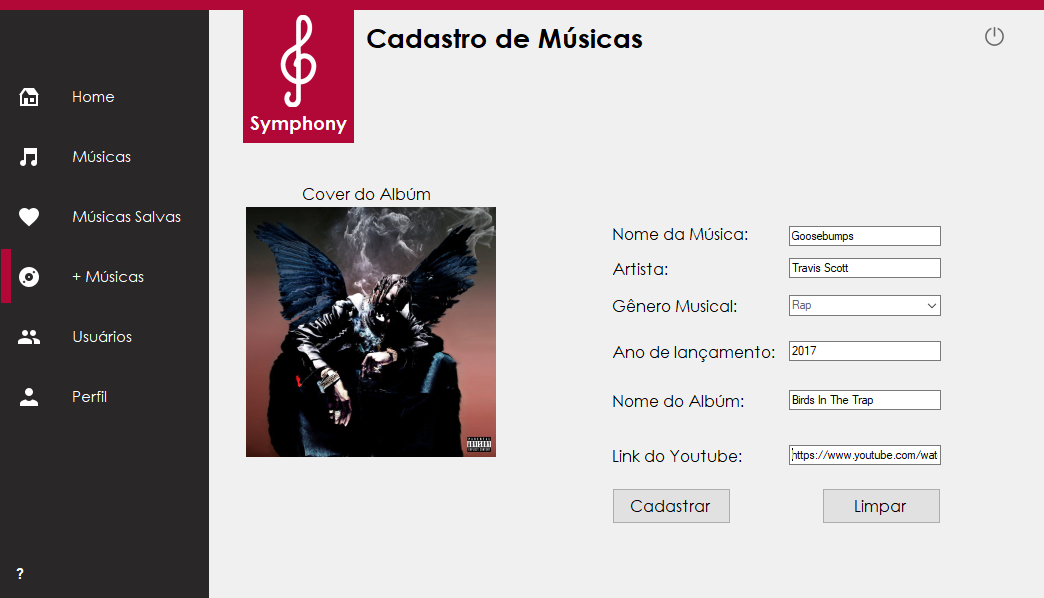 Cadastro de Músicas
Symphony
Home
Músicas
Músicas Salvas
+ Músicas
Usuários
Perfil
?
Cover do Albúm
Nome da Música: Goosebumps
Artista: Travis Scott
Gênero Musical: Rap
Ano de lançamento: 2017
Nome do Albúm: Birds In The Trap
Link do Youtube: https://www.youtube.com/wat
Cadastrar
Limpar